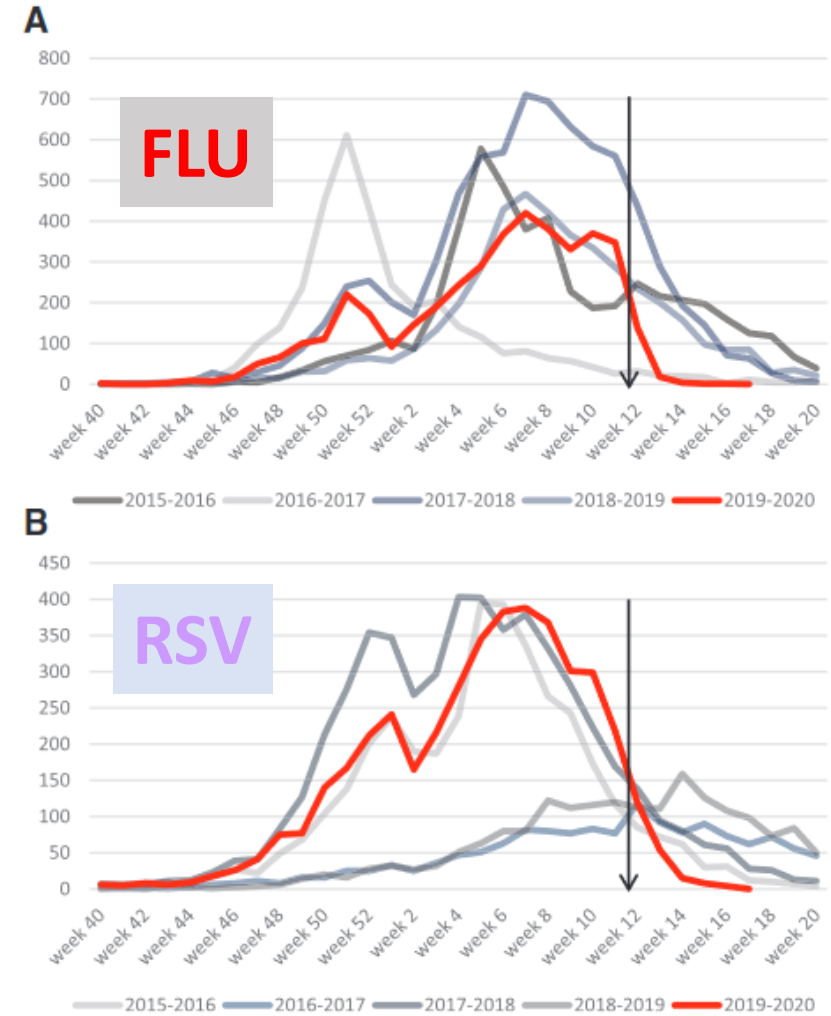 A
800
700
600
500
400
300
200
100
0
FLU
week 40
week 42
week 44
week 46
week 48
week 50
week 52
week 2
week 4
week 6
week 8
week 10
week 12
week 14
week 16
week 18
week 20
2015-2016 2016-2017 2017-2018 2018-2019 2019-2020
B
450
400
350
300
250
200
150
100
50
0
RSV
week 40
week 42
week 44
week 46
week 48
week 50
week 52
week 2
week 4
week 6
week 8
week 10
week 12
week 14
week 16
week 18
week 20
2015-2016 2016-2017 2017-2018 2018-2019 2019-2020